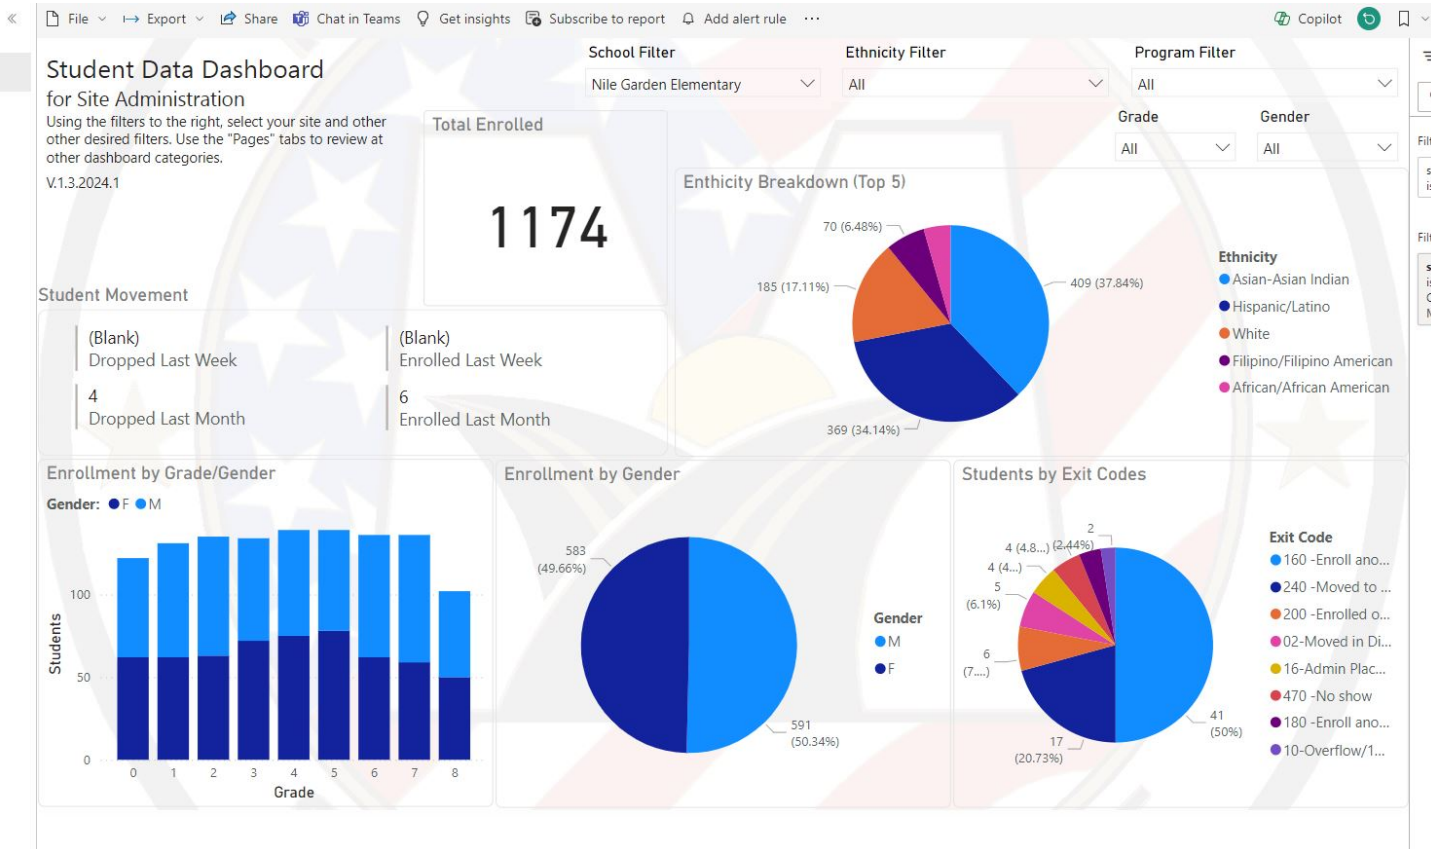 File
Export
Share
Chart in Teams
Get insights
Subscribe to report
Add alert rule
Copilot
Student Data Dashboard
for Site Administration
Using the filters to the right, select your site and other
other desired filters. Use the "Pages" tabs to review at
other dashboard categories.
V.1.3.2024.1
School Filter
Nile Garden Elementary
Ethnicity Filter
All
Program Filter
All
Grade
All
Gender
All
Total Enrolled
1174
Student Movement
(Blank)
Dropped Last Week
(Blank)
Enrolled Last Week
4
Dropped Last Month
6
Enrolled Last Month
Enthicity Breakdown (Top 5)
70 (6.48%)
185 (17.11%)
409 (37.84%)
369 (34.14%)
Ethnicity
Asian-Asian Indian
Hispanic/Latino
White
Filipino/Filipino American
African/African American
Enrollment by Grade/Gender
Gender: F M
Students
100
50
0
0 1 2 3 4 5 6 7 8
Grade
Enrollment by Gender
583
(49.66%)
591
(50.34%)
Gender
M
F
Students by Exit Codes
2
(2.44%)
4 (4.8...)
4 (4...)
5
(6.1%)
6
(7....)
17
(20.73%)
41
(50%)
Exit Code
160 -Enroll ano...
240 -Moved to ...
200 -Enrolled o...
02-Moved in Di...
16-Admin Plac...
470 -No show
180 -Enroll ano...
10-Overflow/1...